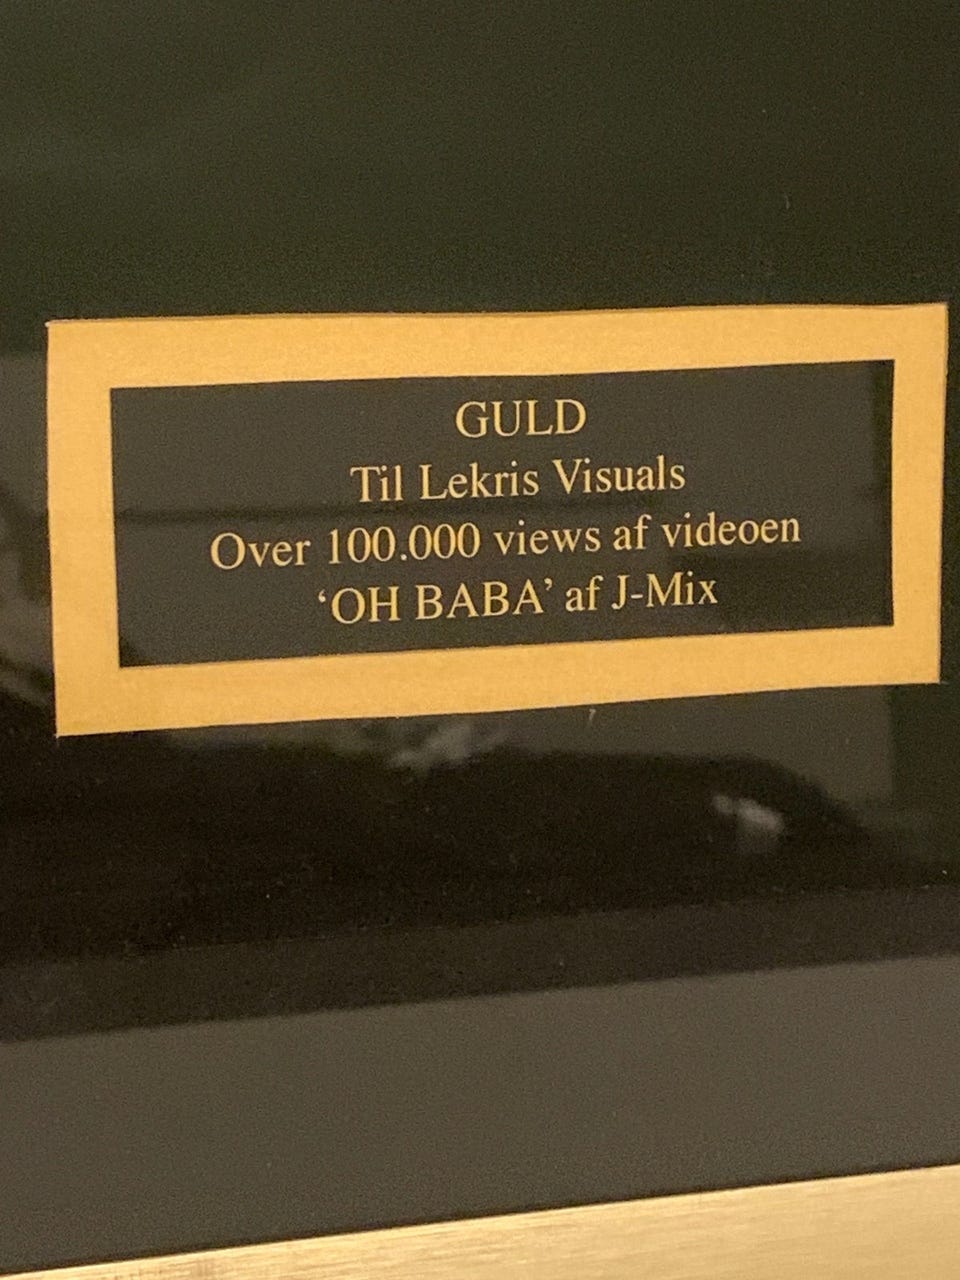 GULD
Til Lekris Visuals
Over 100.000 views af videoen
‘OH BABA’ af J-Mix